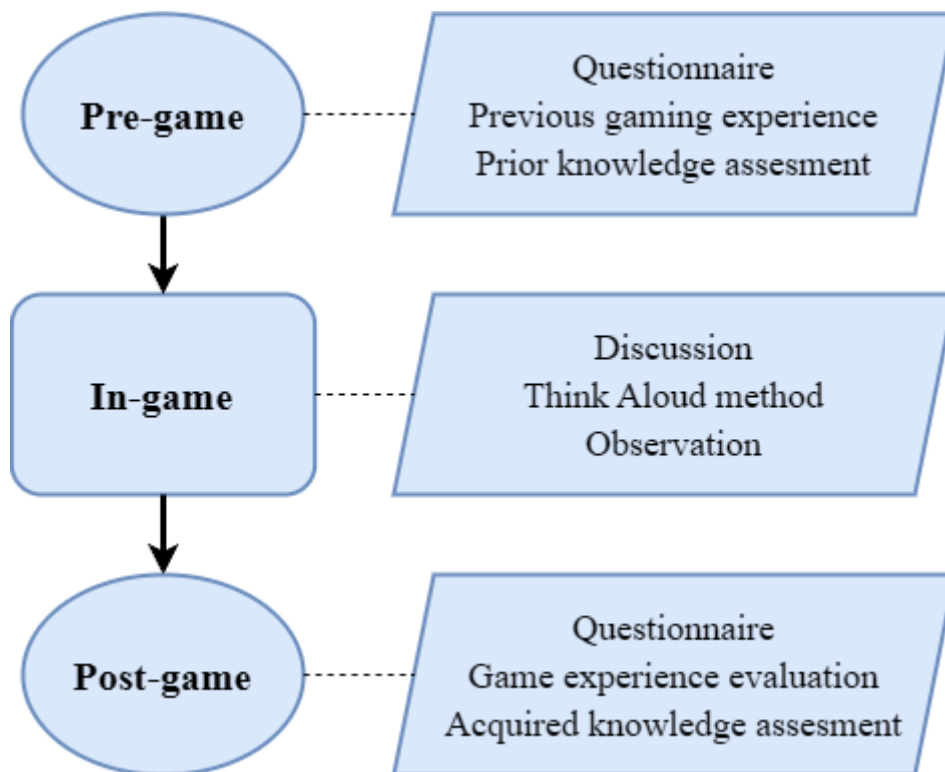 Pre-game
Questionnaire
Previous gaming experience
Prior knowledge assesment
In-game
Discussion
Think Aloud method
Observation
Post-game
Questionnaire
Game experience evaluation
Acquired knowledge assesment